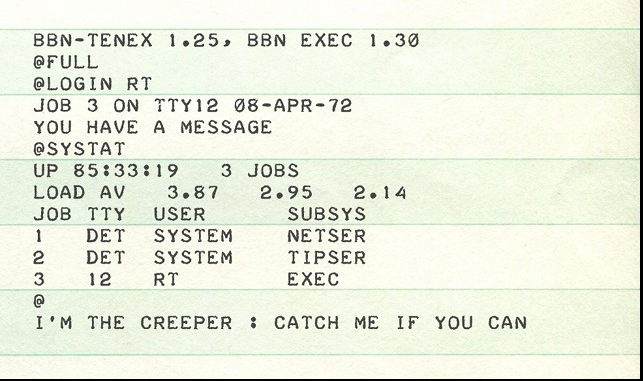 BBN-TENEX 1.25, BBN EXEC 1.30
@FULL
@LOGIN RT
JOB 3 ON TTY12 08-APR-72
YOU HAVE A MESSAGE
@SYSTAT
UP 85:33:19   3 JOBS
LOAD AV   3.87   2.95   2.14
JOB TTY  USER      SUBSYS
1   DET  SYSTEM    NETSER
2   DET  SYSTEM    TIPSER
3   12   RT        EXEC
@
I'M THE CREEPER : CATCH ME IF YOU CAN